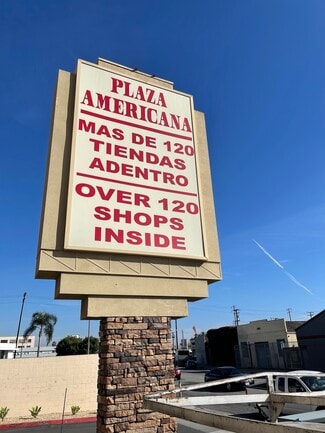 PLAZA
AMERICANA
MAS DE 120
TIENDAS
ADENTRO
OVER 120
SHOPS
INSIDE